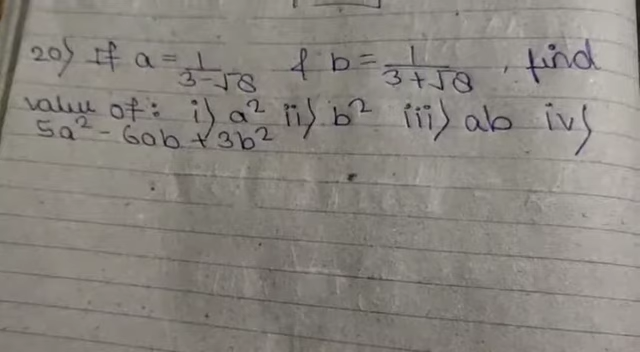 20) If a = 1/(3-√8) & b = 1/(3+√8), find
value of: i) a² ii) b² iii) ab iv)
5a² - 6ab + 3b²